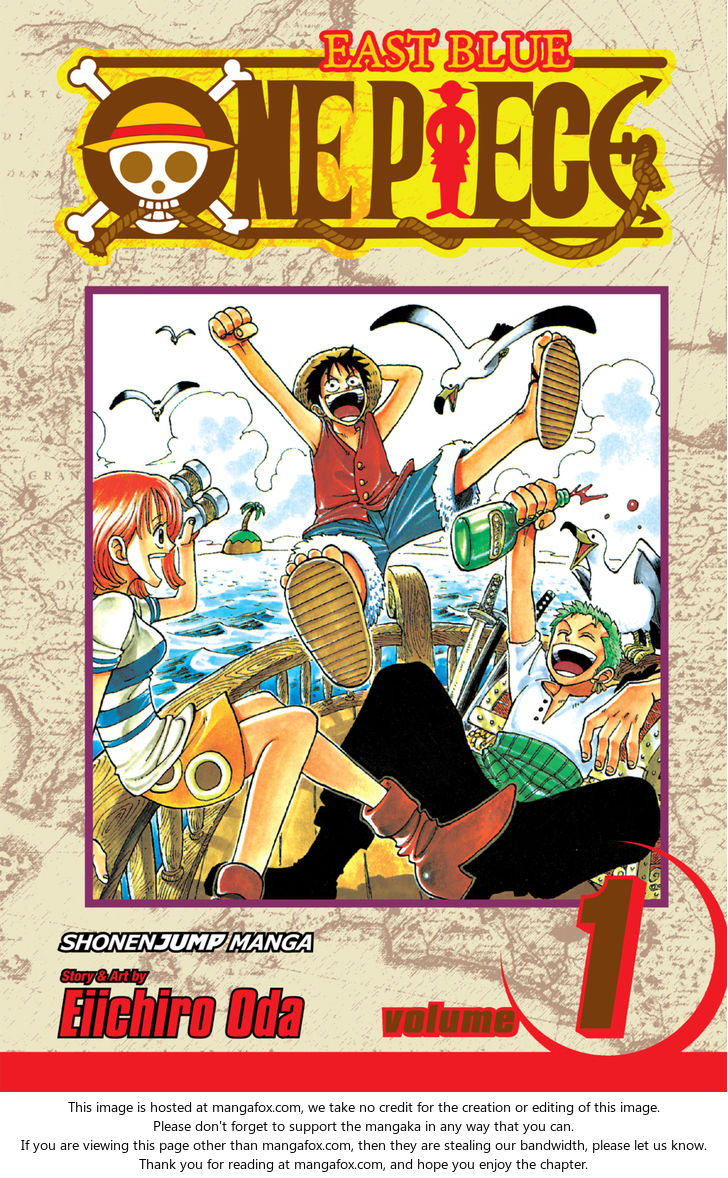 EAST BLUE
ONE PIECE
SHONEN JUMP MANGA
Story & Art by
Eiichiro Oda
volume 1
This image is hosted at mangafox.com, we take no credit for the creation or editing of this image.
Please don't forget to support the mangaka in any way that you can.
If you are viewing this page other than mangafox.com, then they are stealing our bandwidth, please let us know.
Thank you for reading at mangafox.com, and hope you enjoy the chapter.